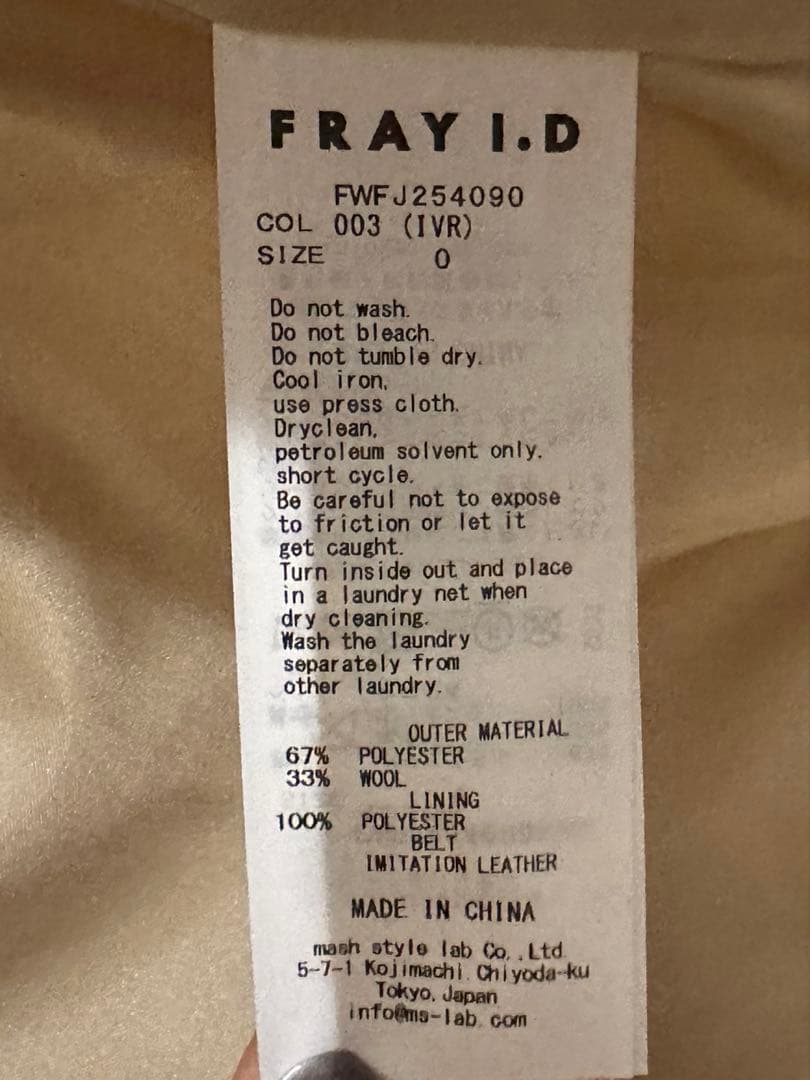 FRAY I.D
FWFJ254090
COL 003 (IVR)
SIZE 0
Do not wash.
Do not bleach.
Do not tumble dry.
Cool iron,
use press cloth.
Dryclean,
petroleum solvent only.
short cycle.
Be careful not to expose
to friction or let it
get caught.
Turn inside out and place
in a laundry net when
dry cleaning.
Wash the laundry
separately from
other laundry.
OUTER MATERIAL
67% POLYESTER
33% WOOL
LINING
100% POLYESTER
BELT
IMITATION LEATHER
MADE IN CHINA
mash style lab Co,.Ltd
5-7-1 Kojimachi Chiyoda-ku
Tokyo, Japan
info@ms-lab.com